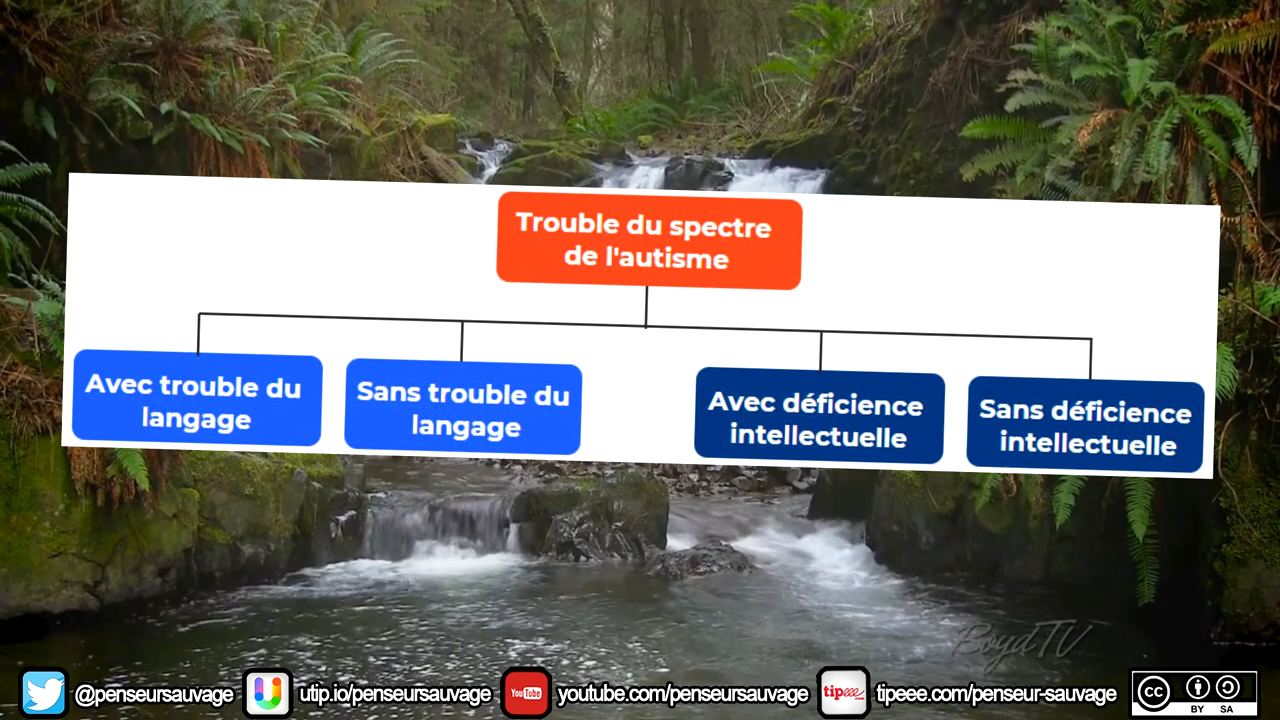 Trouble du spectre
de l'autisme
Avec trouble du
langage
Sans trouble du
langage
Avec déficience
intellectuelle
Sans déficience
intellectuelle
BoydTV
@penseursauvage
utip.io/penseursauvage
YouTube
youtube.com/penseursauvage
tipeee
tipeee.com/penseur-sauvage
cc
BY SA